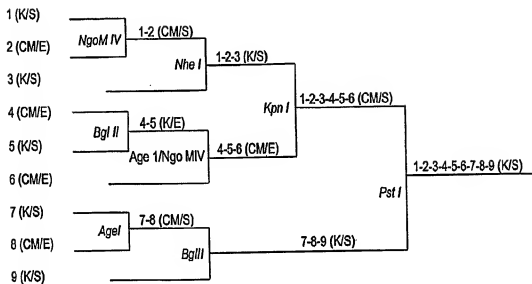 1 (K/S)
NgoM IV
1-2 (CM/S)
2 (CM/E)
Nhe I
1-2-3 (K/S)
3 (K/S)
Kpn I
1-2-3-4-5-6 (CM/S)
4 (CM/E)
Bgl II
4-5 (K/E)
5 (K/S)
Age 1/Ngo MIV
4-5-6 (CM/E)
6 (CM/E)
Pst I
1-2-3-4-5-6-7-8-9 (K/S)
7 (K/S)
AgeI
7-8 (CM/S)
8 (CM/E)
BglII
7-8-9 (K/S)
9 (K/S)